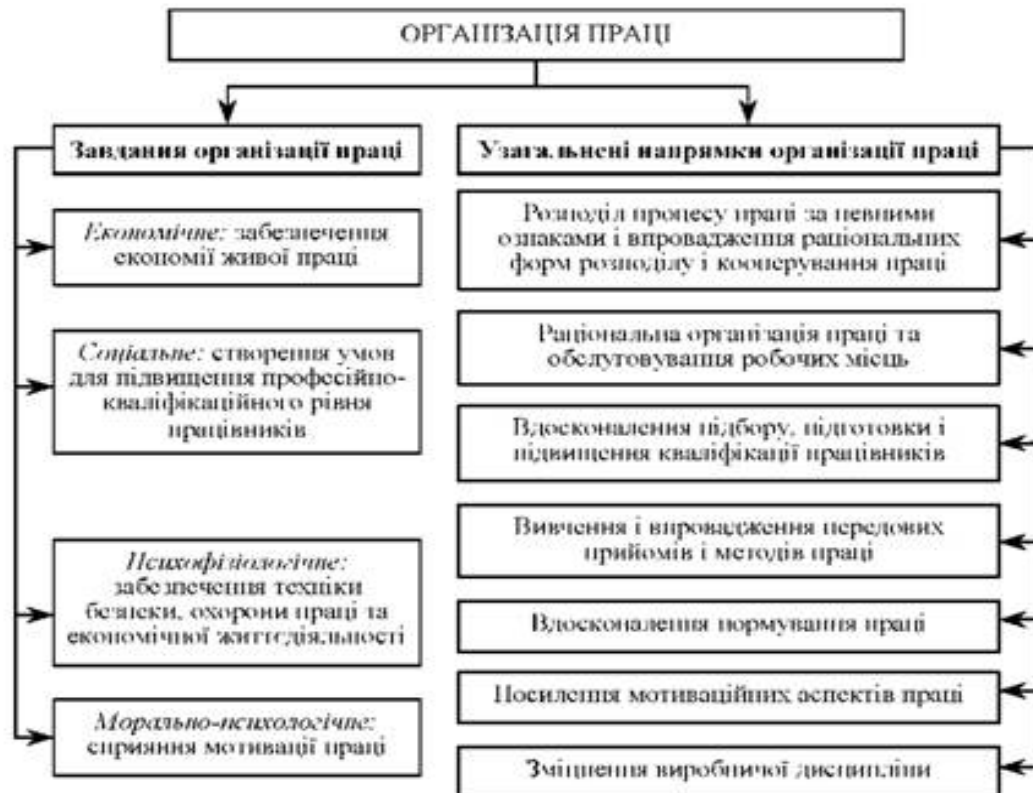 ОРГАНІЗАЦІЯ ПРАЦІ
Завдання організації праці
Економічне: забезпечення
економії живої праці
Соціальне: створення умов
для підвищення професійно-
кваліфікаційного рівня
працівників
Психофізіологічне:
забезпечення техніки
безпеки, охорони праці та
економічної життєдіяльності
Морально-психологічне:
сприяння мотивації праці
Узагальнені напрямки організації праці
Розподіл процесу праці за певними
ознаками і впровадження раціональних
форм розподілу і кооперування праці
Раціональна організація праці та
обслуговування робочих місць
Вдосконалення підбору, підготовки і
підвищення кваліфікації працівників
Вивчення і впровадження передових
прийомів і методів праці
Вдосконалення нормування праці
Посилення мотиваційних аспектів праці
Зміцнення виробничої дисципліни